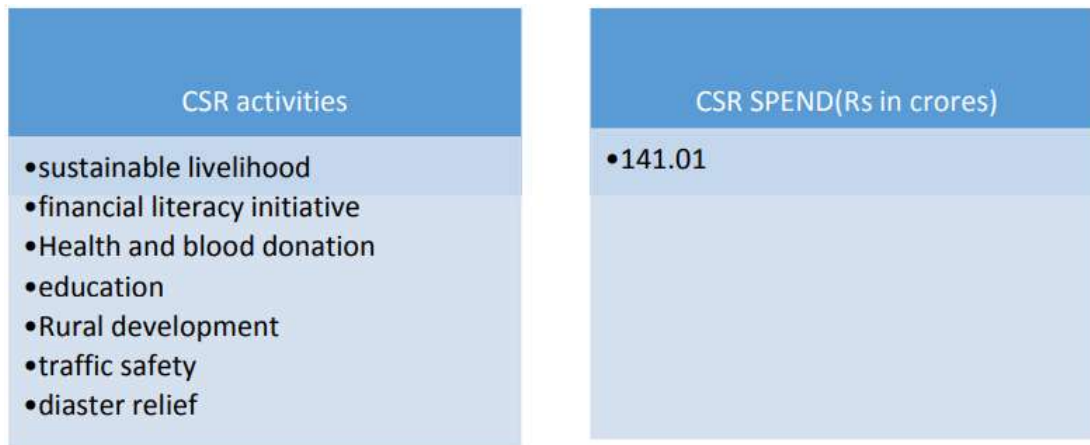 CSR activities
•sustainable livelihood
•financial literacy initiative
•Health and blood donation
•education
•Rural development
•traffic safety
•diaster relief
CSR SPEND(Rs in crores)
•141.01